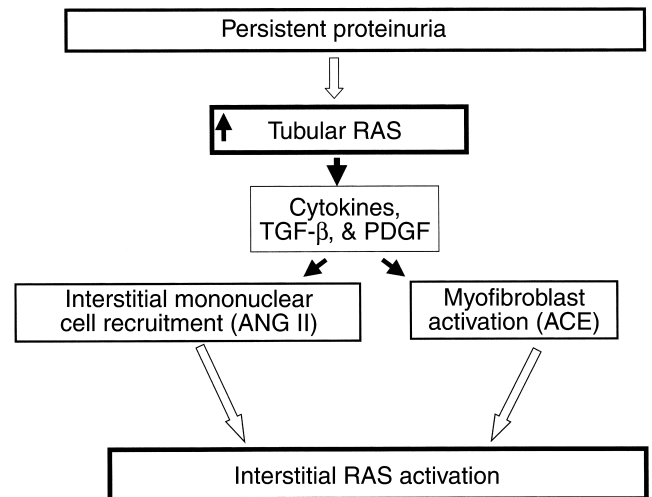 Persistent proteinuria
Tubular RAS
Cytokines,
TGF-β, & PDGF
Interstitial mononuclear
cell recruitment (ANG II)
Myofibroblast
activation (ACE)
Interstitial RAS activation